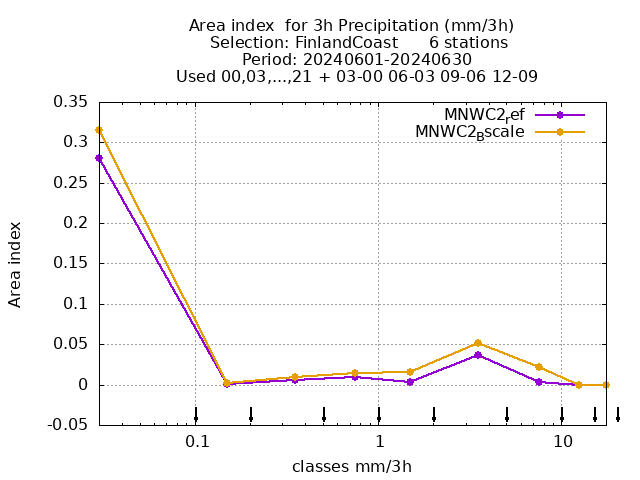 Area index  for 3h Precipitation (mm/3h)
Selection: FinlandCoast      6 stations
Period: 20240601-20240630
Used 00,03,...,21 + 03-00 06-03 09-06 12-09
MNWC2_ref
MNWC2_Bscale
0.35
0.3
0.25
0.2
0.15
0.1
0.05
0
-0.05
Area index
0.1
1
10
classes mm/3h